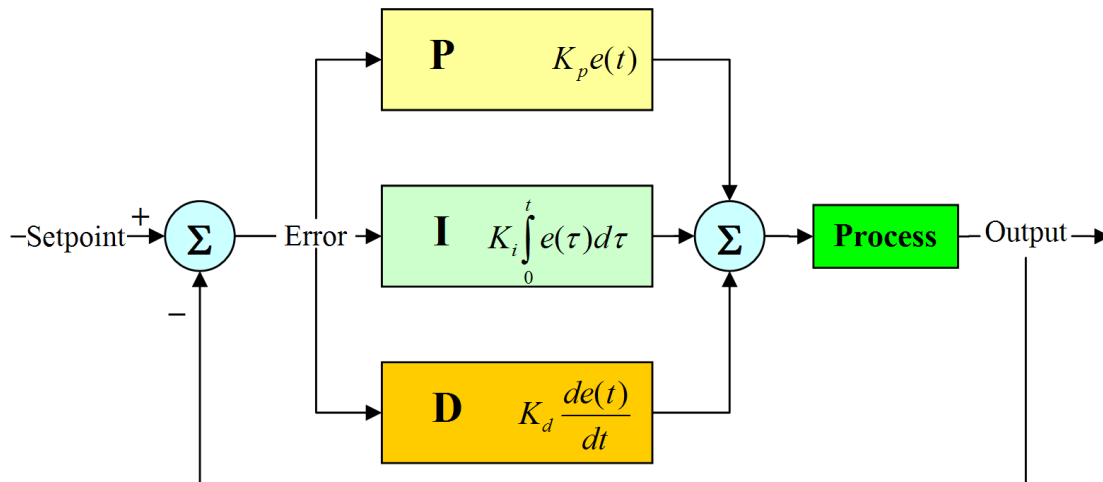 P K_p e(t)
+
Setpoint
Σ
Error
I K_i ∫_0^t e(τ)dτ
Σ
Process
Output
−
D K_d de(t)/dt